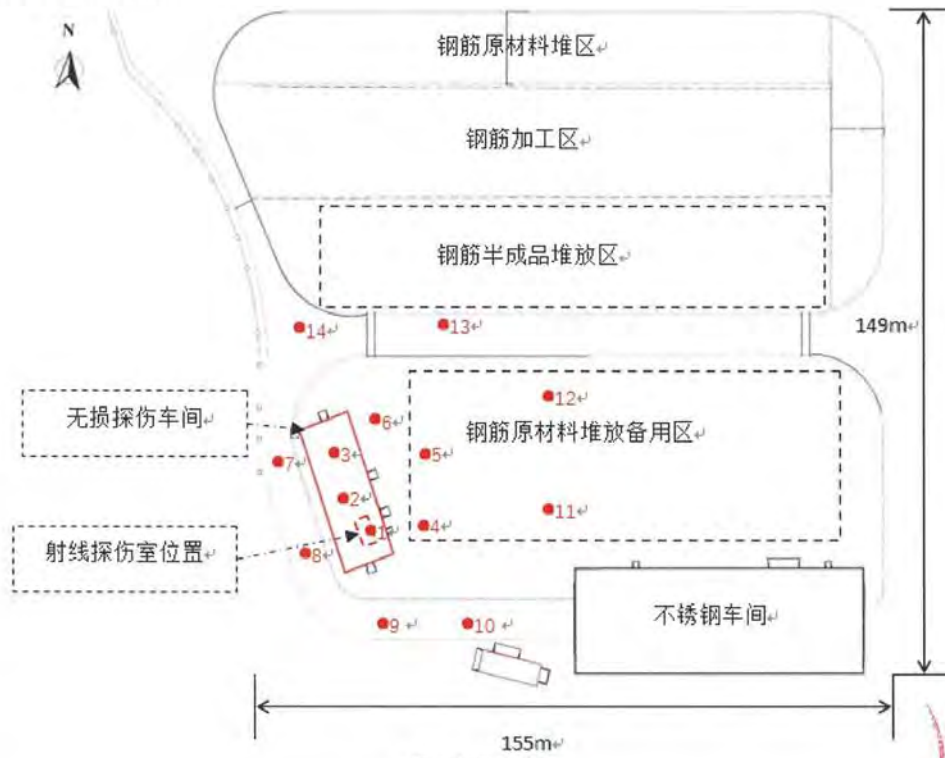 N
钢筋原材料堆区
钢筋加工区
钢筋半成品堆放区
14
13
149m
无损探伤车间
6
12
钢筋原材料堆放备用区
3
5
7
2
11
1
4
射线探伤室位置
8
不锈钢车间
9
10
155m